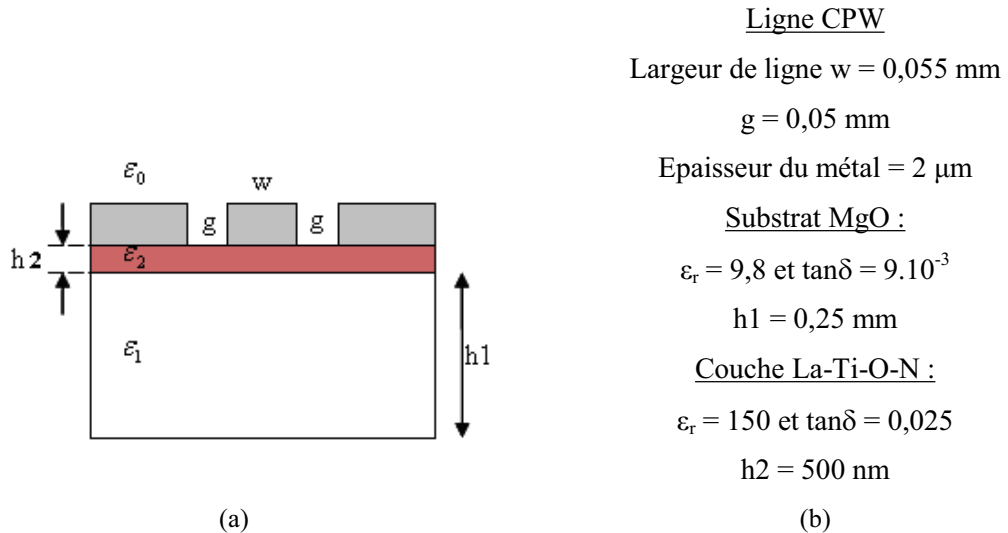 ε₀
w
g
g
h2
ε₂
ε₁
h1
(a)
Ligne CPW
Largeur de ligne w = 0,055 mm
g = 0,05 mm
Epaisseur du métal = 2 μm
Substrat MgO :
εᵣ = 9,8 et tanδ = 9.10⁻³
h1 = 0,25 mm
Couche La-Ti-O-N :
εᵣ = 150 et tanδ = 0,025
h2 = 500 nm
(b)